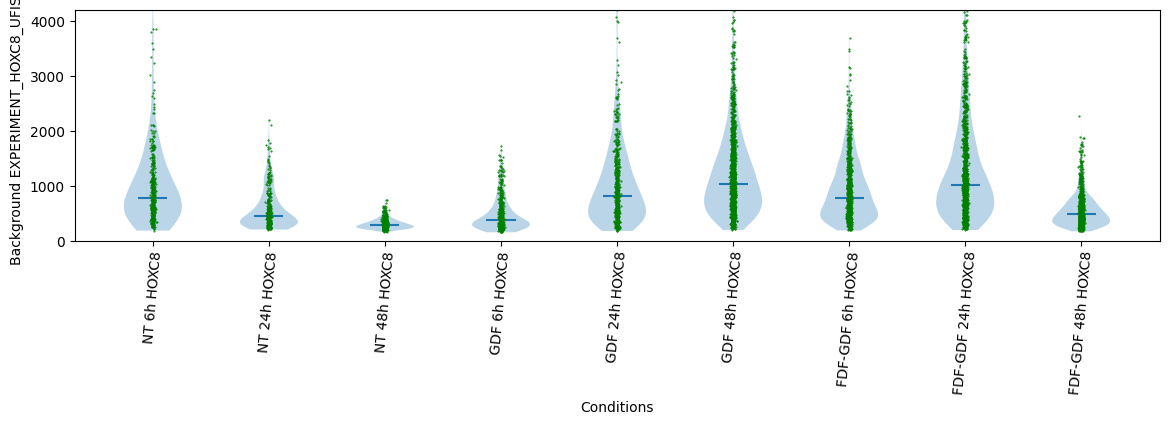 Background EXPERIMENT_HOXC8_UFIS
4000
3000
2000
1000
0
NT 6h HOXC8
NT 24h HOXC8
NT 48h HOXC8
GDF 6h HOXC8
GDF 24h HOXC8
GDF 48h HOXC8
FDF-GDF 6h HOXC8
FDF-GDF 24h HOXC8
FDF-GDF 48h HOXC8
Conditions